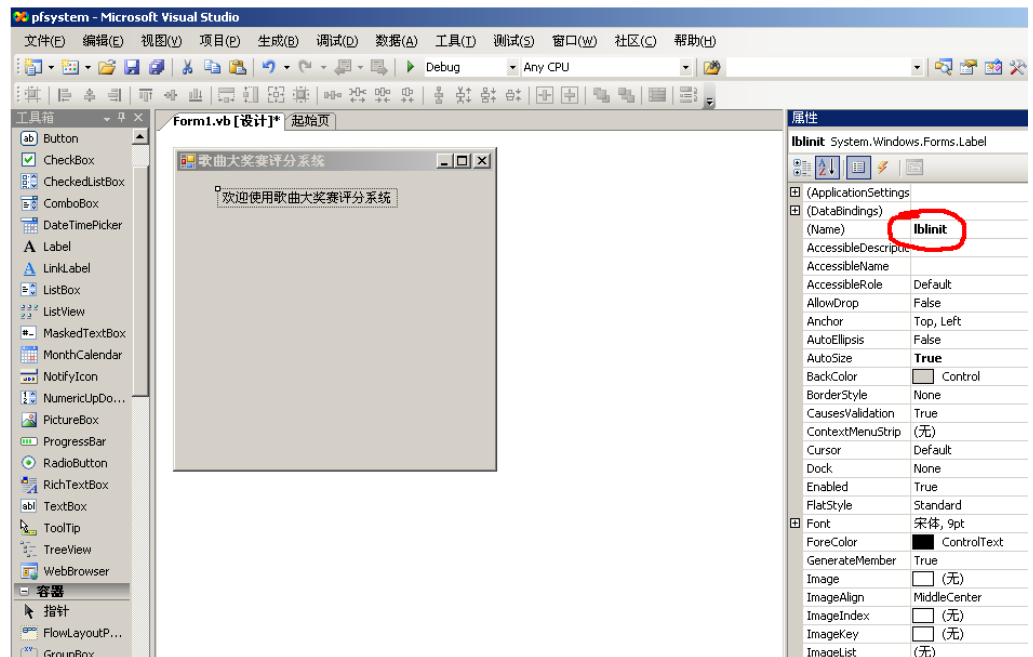 pfsystem - Microsoft Visual Studio
文件(F) 编辑(E) 视图(V) 项目(P) 生成(B) 调试(D) 数据(A) 工具(T) 测试(S) 窗口(W) 社区(C) 帮助(H)
Debug Any CPU
工具箱
Button
CheckBox
CheckedListBox
ComboBox
DateTimePicker
Label
LinkLabel
ListBox
ListView
MaskedTextBox
MonthCalendar
NotifyIcon
NumericUpDo...
PictureBox
ProgressBar
RadioButton
RichTextBox
TextBox
ToolTip
TreeView
WebBrowser
容器
指针
FlowLayoutP...
GroupBox
Form1.vb [设计]* 起始页
歌曲大奖赛评分系统
欢迎使用歌曲大奖赛评分系统
属性
lblinit System.Windows.Forms.Label
(ApplicationSettings
(DataBindings)
(Name) lblinit
AccessibleDescriptic
AccessibleName
AccessibleRole Default
AllowDrop False
Anchor Top, Left
AutoEllipsis False
AutoSize True
BackColor Control
BorderStyle None
CausesValidation True
ContextMenuStrip (无)
Cursor Default
Dock None
Enabled True
FlatStyle Standard
Font 宋体, 9pt
ForeColor ControlText
GenerateMember True
Image (无)
ImageAlign MiddleCenter
ImageIndex (无)
ImageKey (无)
ImageList (无)